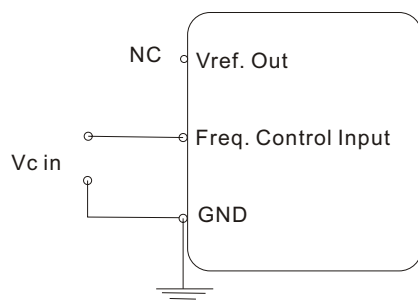 NC
Vref. Out
Freq. Control Input
Vc in
GND